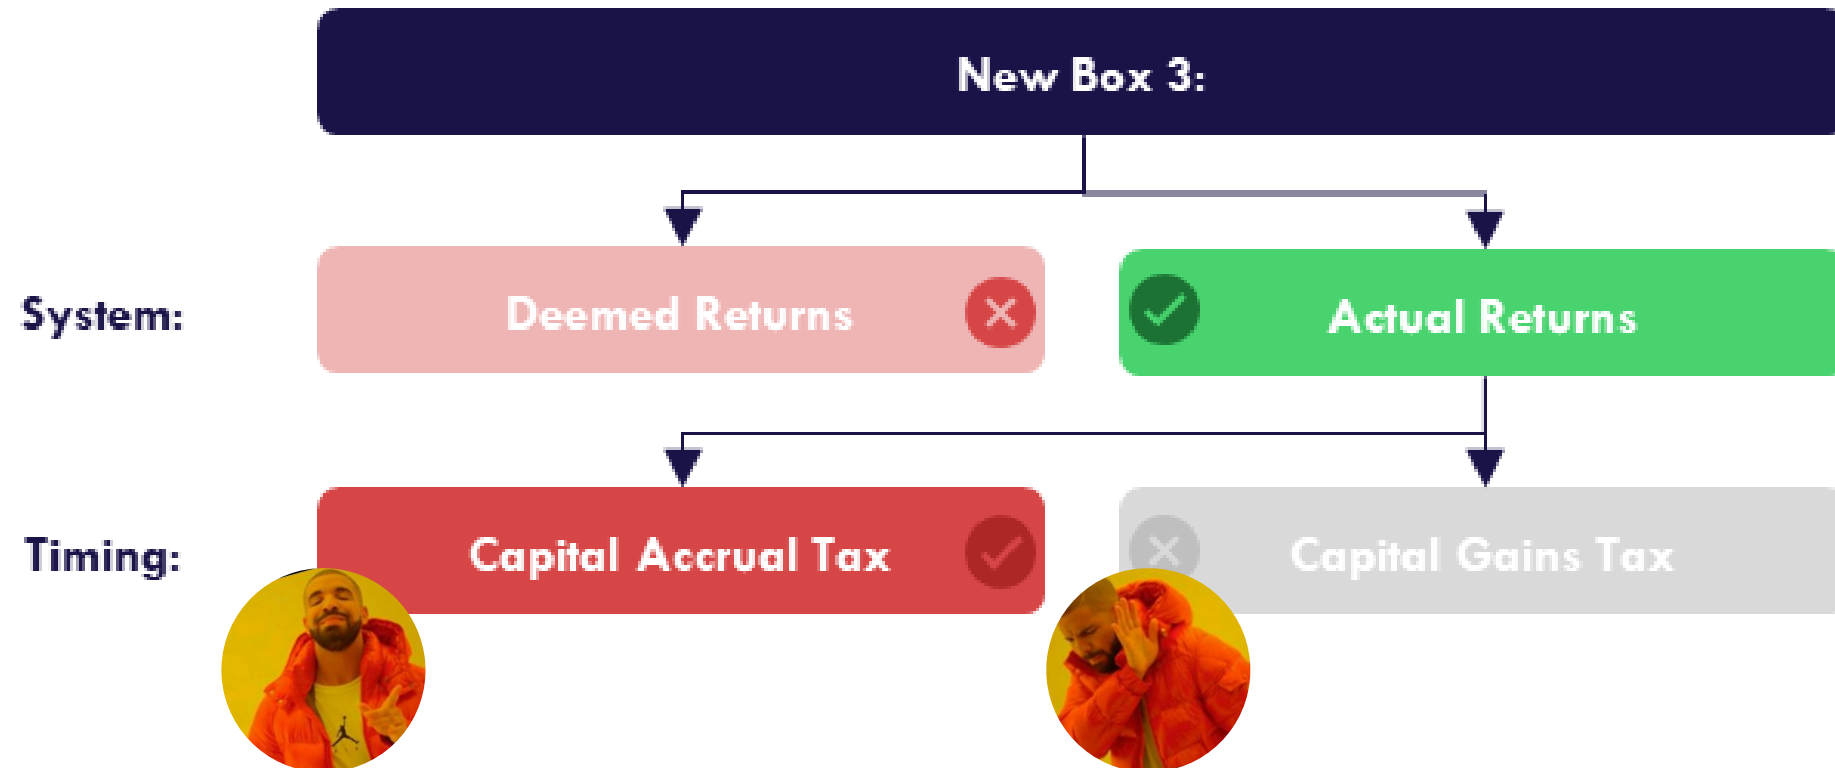 New Box 3:
System:
Deemed Returns
Actual Returns
Timing:
Capital Accrual Tax
Capital Gains Tax